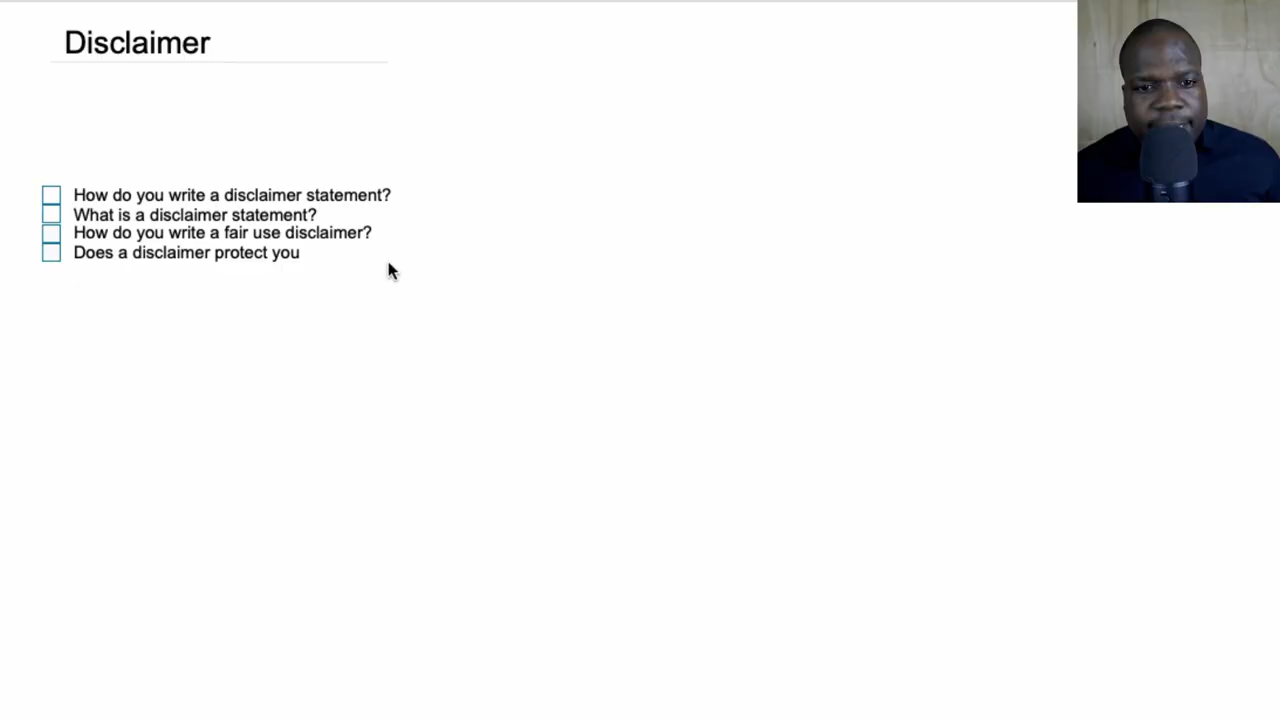 Disclaimer
How do you write a disclaimer statement?
What is a disclaimer statement?
How do you write a fair use disclaimer?
Does a disclaimer protect you